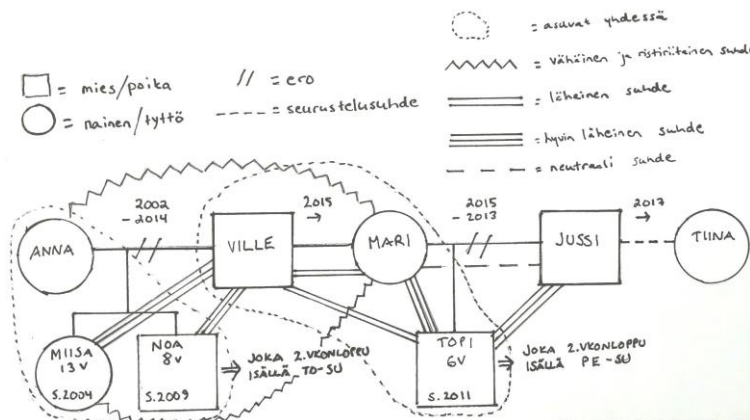 = asuvat yhdessä
= mies/poika
// = ero
= vähäinen ja ristiriitainen suhde
= nainen/tyttö
= seurustelusuhde
= läheinen suhde
= hyvin läheinen suhde
= neutraali suhde
2002
- 2014
2015
→
2015
- 2013
2017
→
ANNA
VILLE
MARI
JUSSI
TIINA
MIISA
13 V
S.2004
NOA
8 V
S.2009
⇒ JOKA 2.VKONLOPPU
ISÄLLÄ TO-SU
TOPI
6V
S.2011
⇒ JOKA 2.VKONLOPPU
ISÄLLÄ PE-SU